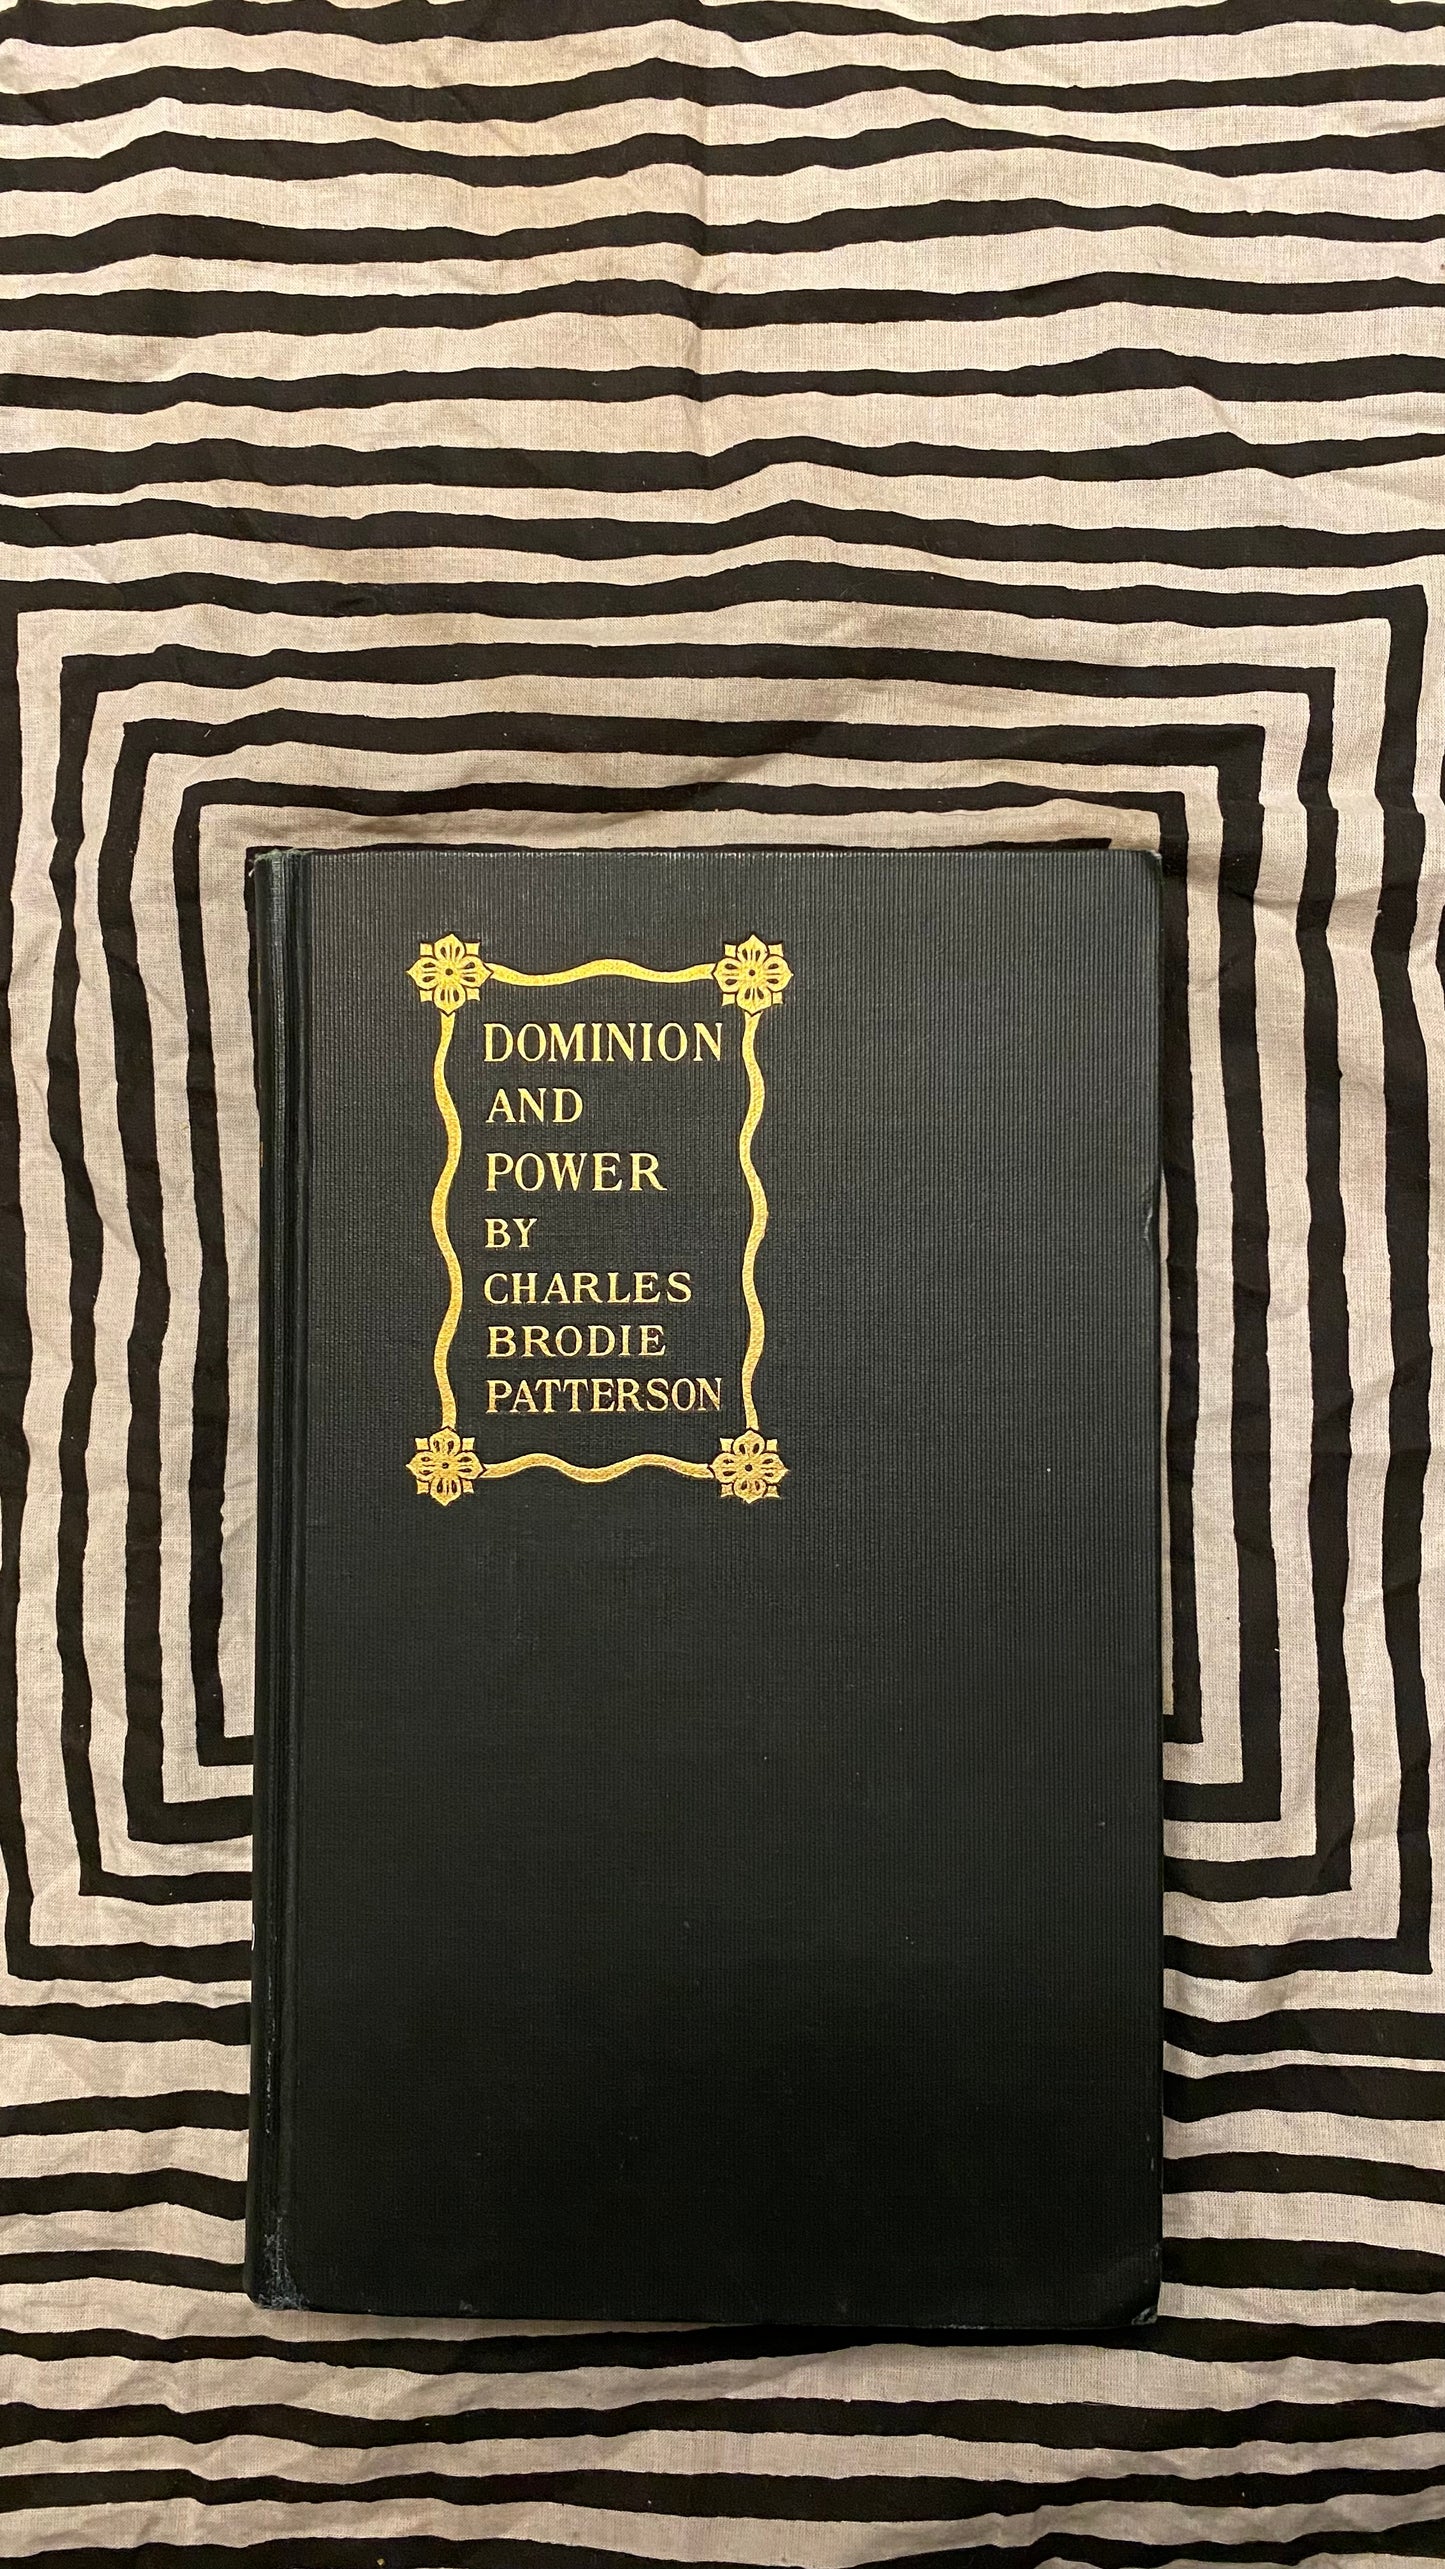 DOMINION
AND
POWER
BY
CHARLES
BRODIE
PATTERSON